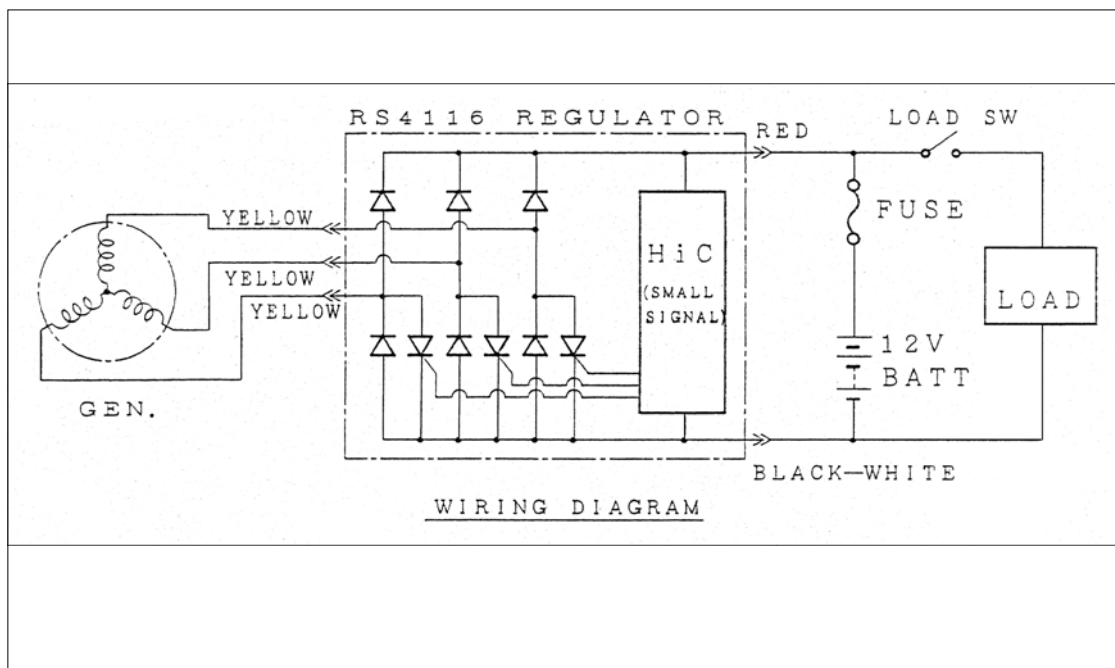 RS4116 REGULATOR
RED
LOAD SW
YELLOW
YELLOW
YELLOW
FUSE
HiC
(SMALL
SIGNAL)
LOAD
12V
BATT
GEN.
BLACK—WHITE
WIRING DIAGRAM